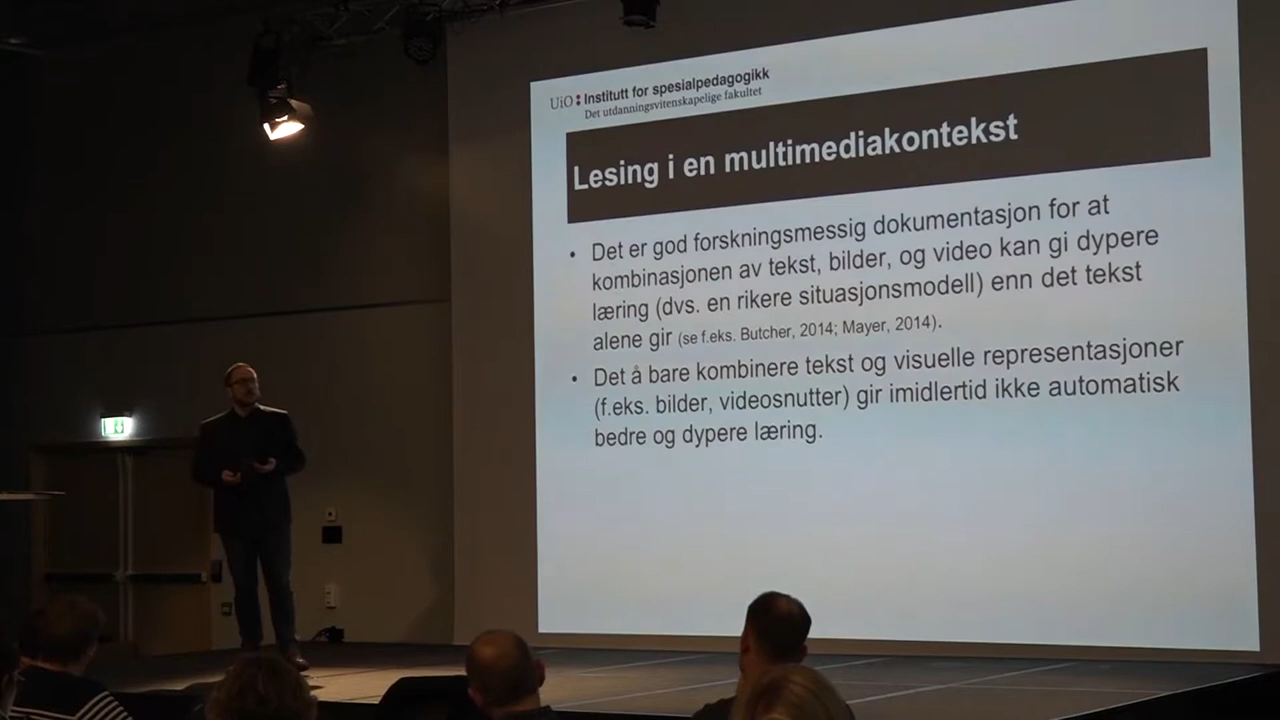 UiO: Institutt for spesialpedagogikk
Det utdanningsvitenskapelige fakultet
Lesing i en multimediakontekst
• Det er god forskningsmessig dokumentasjon for at
kombinasjonen av tekst, bilder, og video kan gi dypere
læring (dvs. en rikere situasjonsmodell) enn det tekst
alene gir (se f.eks. Butcher, 2014; Mayer, 2014).
• Det å bare kombinere tekst og visuelle representasjoner
(f.eks. bilder, videosnutter) gir imidlertid ikke automatisk
bedre og dypere læring.